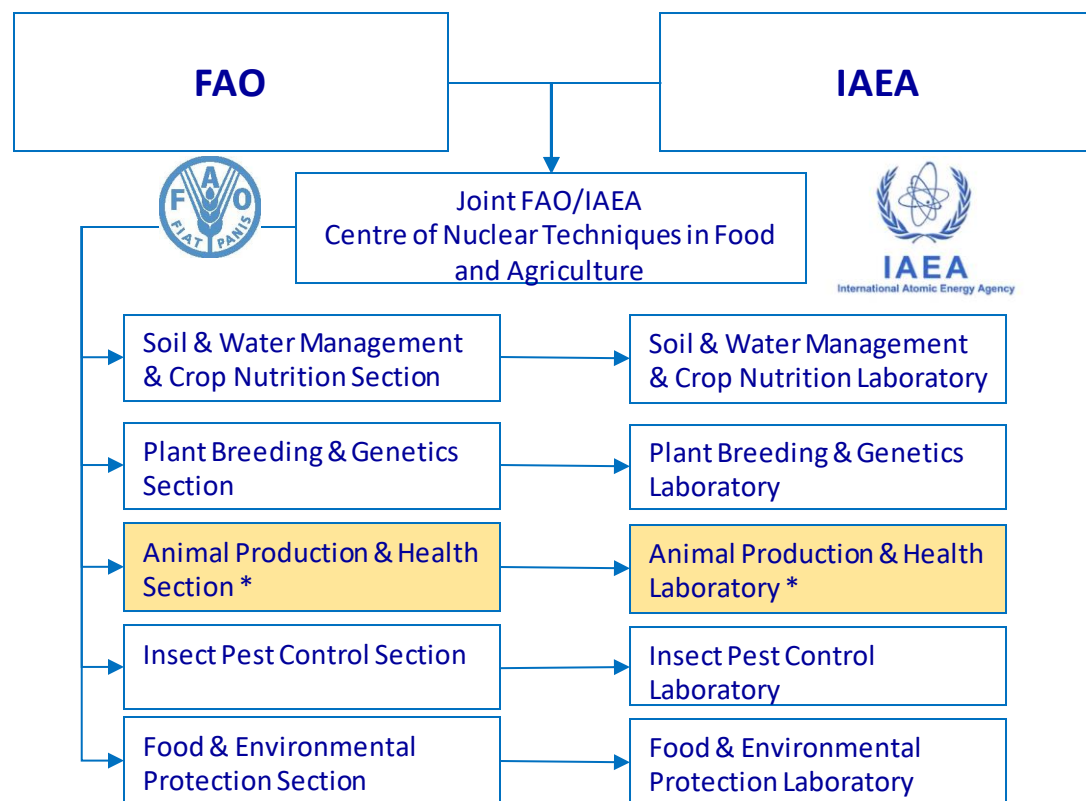 FAO
IAEA
F A O
FIAT PANIS
Joint FAO/IAEA
Centre of Nuclear Techniques in Food
and Agriculture
IAEA
International Atomic Energy Agency
Soil & Water Management
& Crop Nutrition Section
Soil & Water Management
& Crop Nutrition Laboratory
Plant Breeding & Genetics
Section
Plant Breeding & Genetics
Laboratory
Animal Production & Health
Section *
Animal Production & Health
Laboratory *
Insect Pest Control Section
Insect Pest Control
Laboratory
Food & Environmental
Protection Section
Food & Environmental
Protection Laboratory